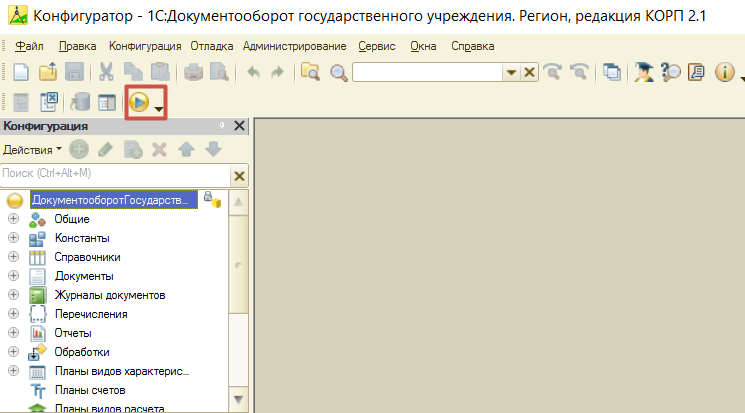 Конфигуратор - 1С:Документооборот государственного учреждения. Регион, редакция КОРП 2.1
Файл Правка Конфигурация Отладка Администрирование Сервис Окна Справка
Конфигурация
Действия
Поиск (Ctrl+Alt+M)
ДокументооборотГосударств...
Общие
Константы
Справочники
Документы
Журналы документов
Перечисления
Отчеты
Обработки
Планы видов характерис...
Планы счетов
Планы видов расчета